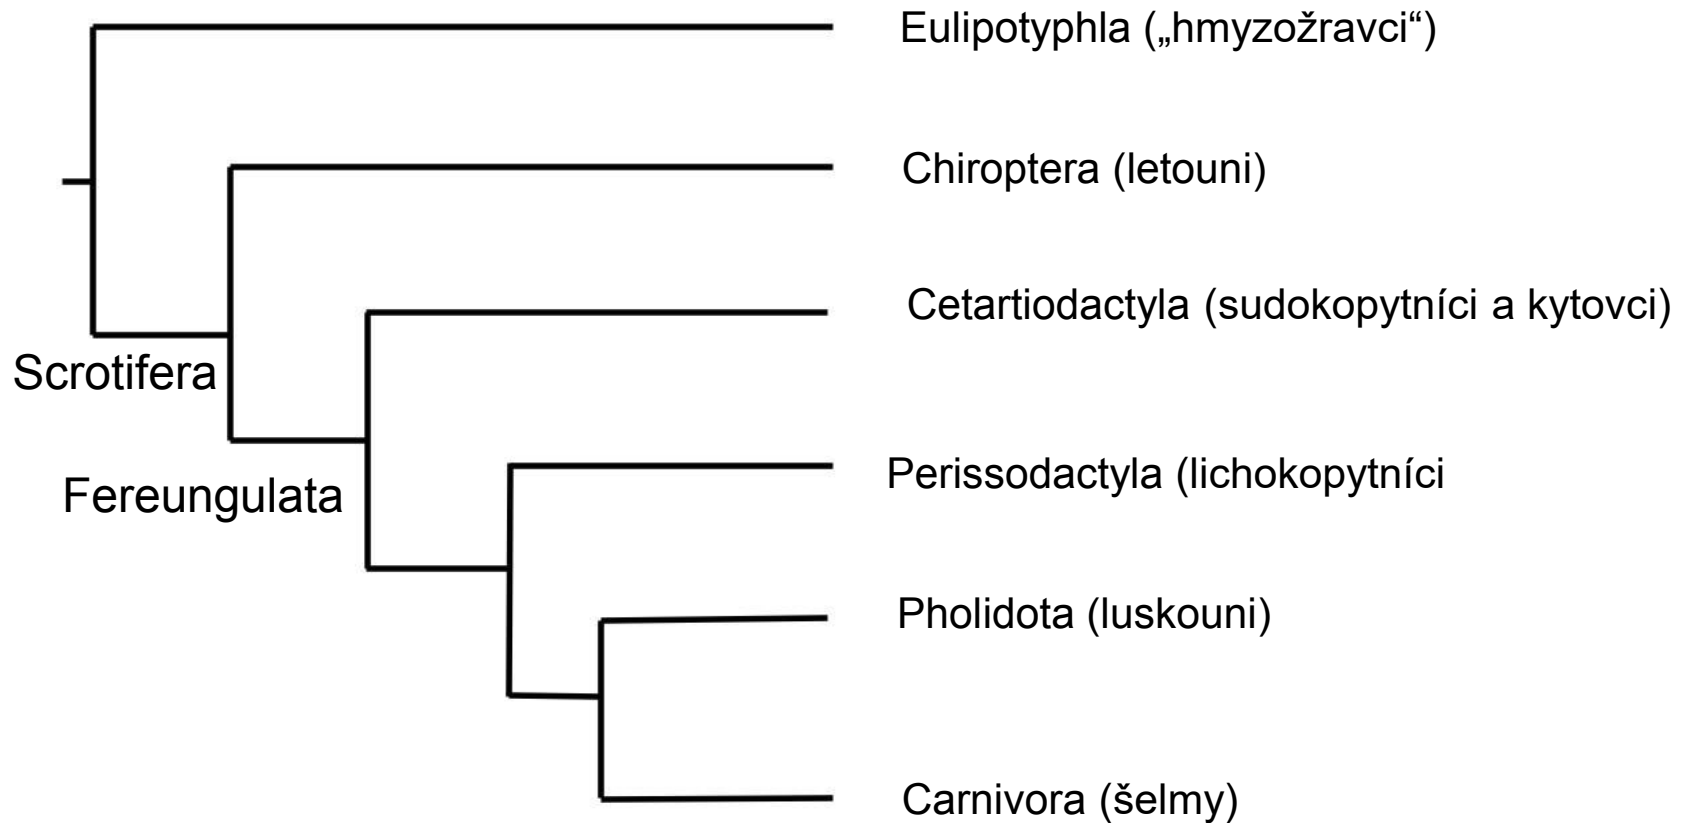 Eulipotyphla („hmyzožravci“)
Chiroptera (letouni)
Cetartiodactyla (sudokopytníci a kytovci)
Scrotifera
Perissodactyla (lichokopytníci
Fereungulata
Pholidota (luskouni)
Carnivora (šelmy)